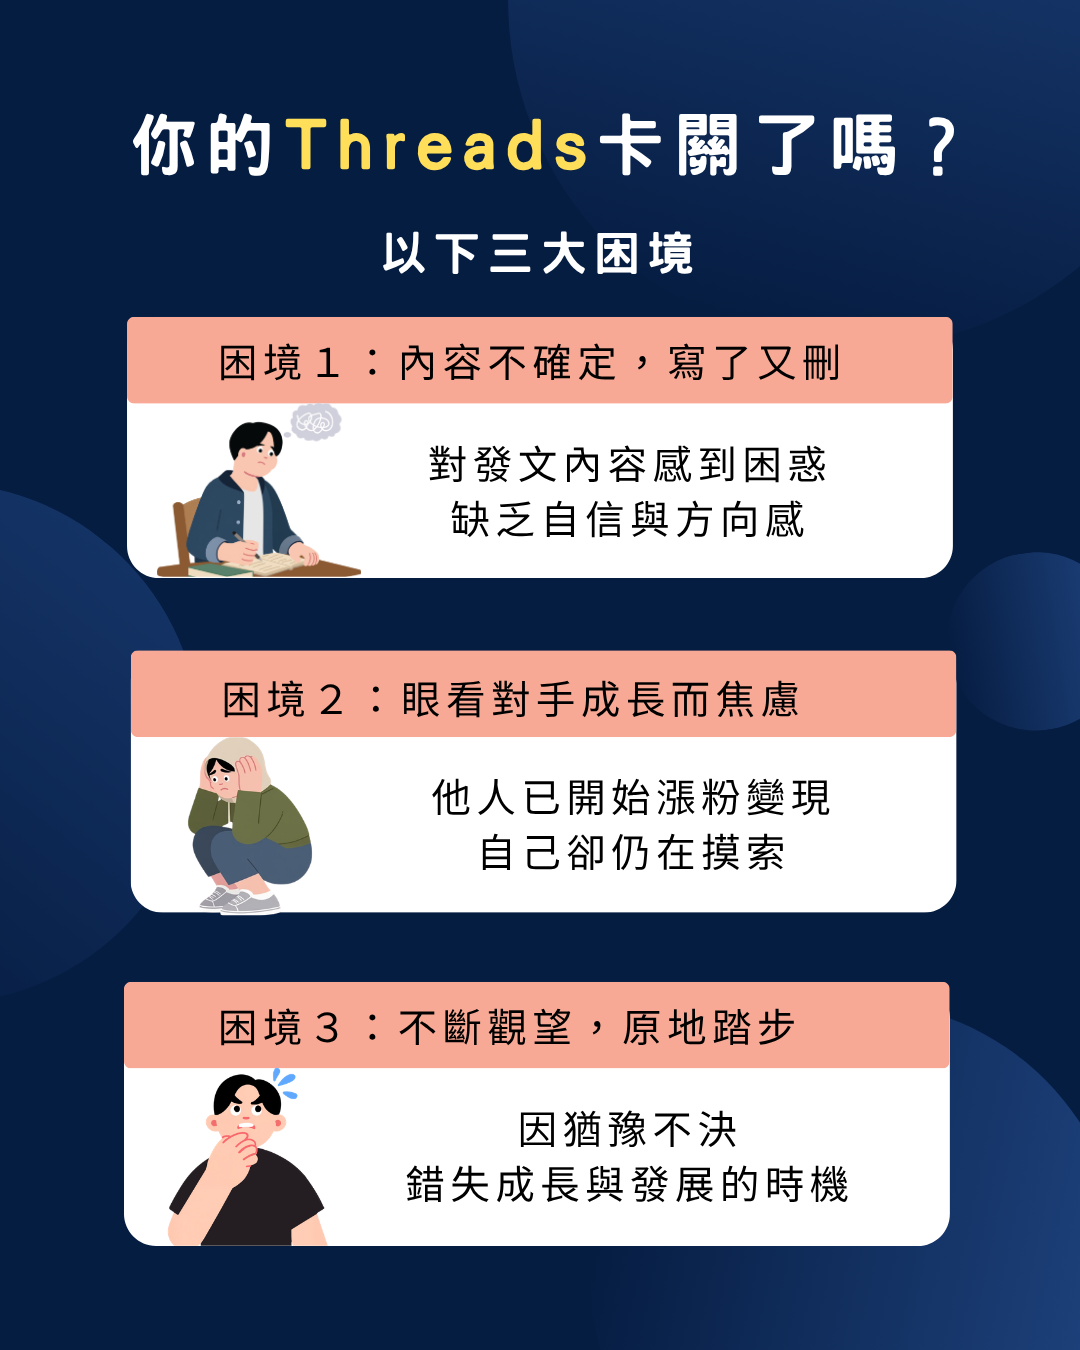 你的Threads卡關了嗎？
以下三大困境
困境１：內容不確定，寫了又刪
對發文內容感到困惑
缺乏自信與方向感
困境２：眼看對手成長而焦慮
他人已開始漲粉變現
自己卻仍在摸索
困境３：不斷觀望，原地踏步
因猶豫不決
錯失成長與發展的時機